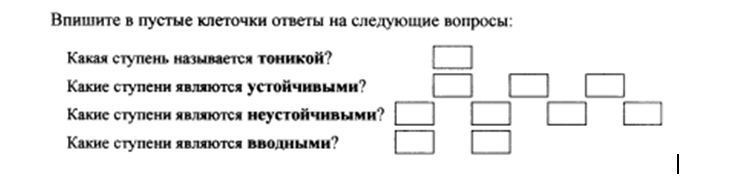 Впишите в пустые клеточки ответы на следующие вопросы:
Какая ступень называется тоникой?
Какие ступени являются устойчивыми?
Какие ступени являются неустойчивыми?
Какие ступени являются вводными?